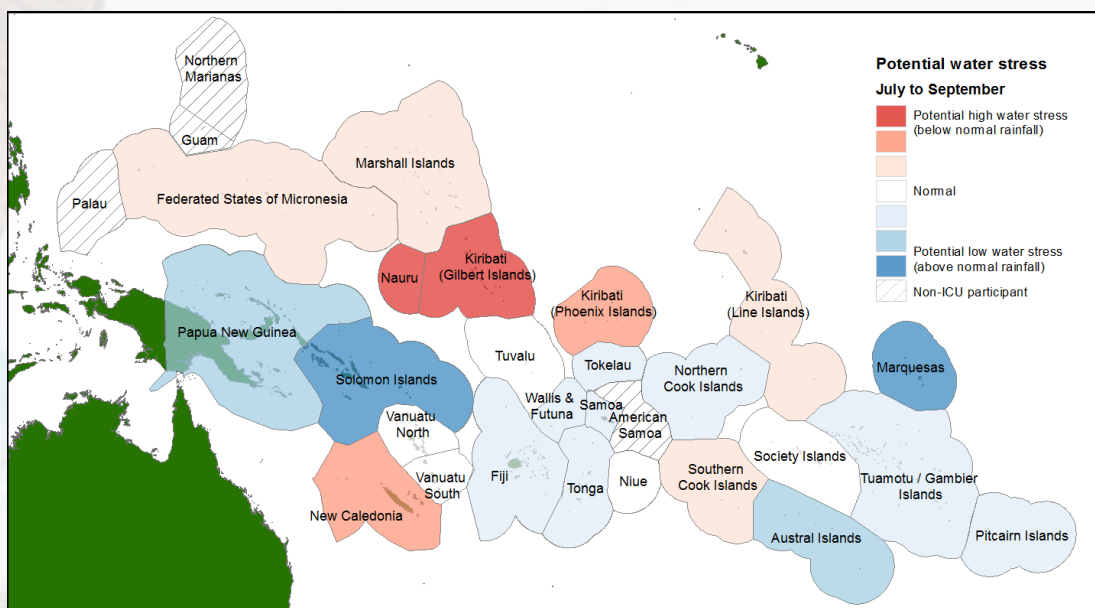 Northern
Marianas
Guam
Palau
Federated States of Micronesia
Marshall Islands
Nauru
Kiribati
(Gilbert Islands)
Kiribati
(Phoenix Islands)
Kiribati
(Line Islands)
Papua New Guinea
Solomon Islands
Tuvalu
Tokelau
Northern
Cook Islands
Marquesas
Wallis &
Futuna
Samoa
American
Samoa
Vanuatu
North
Vanuatu
South
Fiji
Tonga
Niue
Southern
Cook Islands
Society Islands
Tuamotu / Gambier
Islands
New Caledonia
Austral Islands
Pitcairn Islands
Potential water stress
July to September
Potential high water stress
(below normal rainfall)
Normal
Potential low water stress
(above normal rainfall)
Non-ICU participant